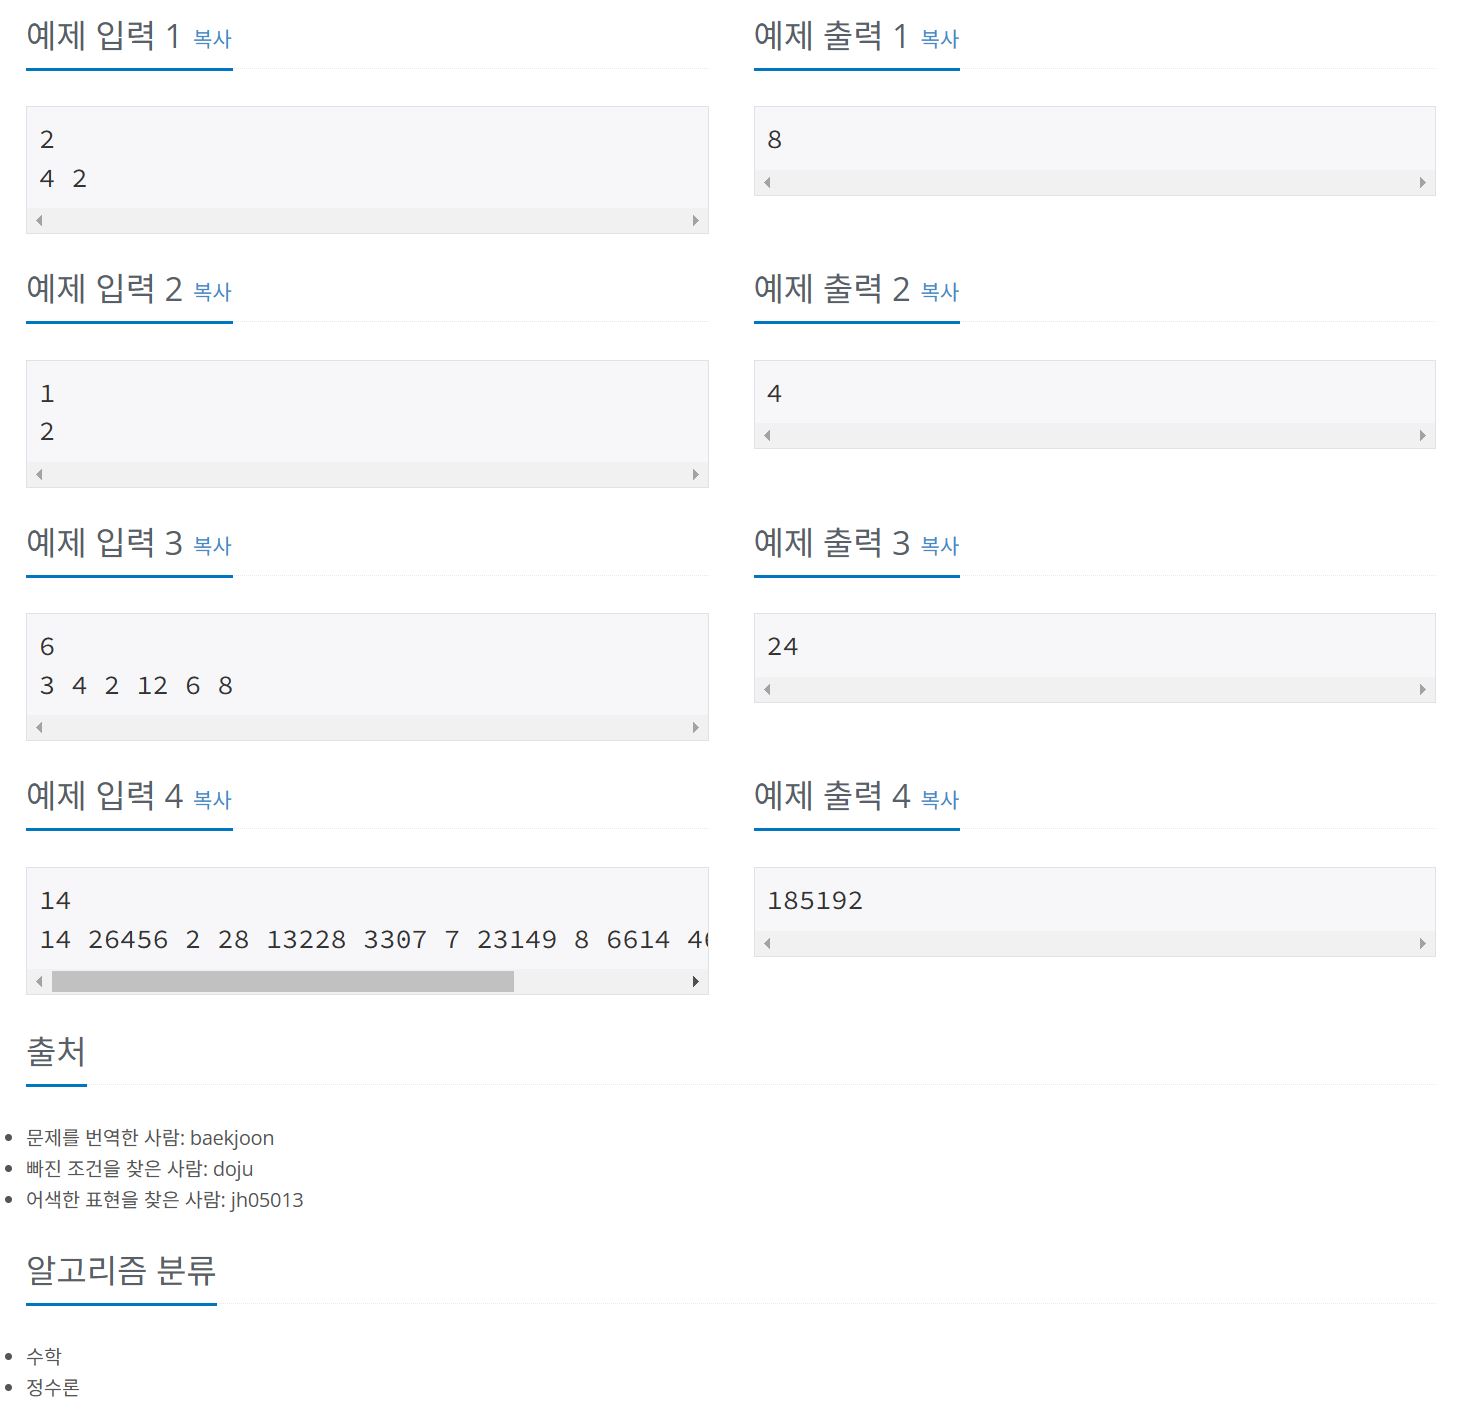 예제 입력 1 복사
예제 출력 1 복사
2
4 2
8
예제 입력 2 복사
예제 출력 2 복사
1
2
4
예제 입력 3 복사
예제 출력 3 복사
6
3 4 2 12 6 8
24
예제 입력 4 복사
예제 출력 4 복사
14
14 26456 2 28 13228 3307 7 23149 8 6614
185192
출처
문제를 번역한 사람: baekjoon
빠진 조건을 찾은 사람: doju
어색한 표현을 찾은 사람: jh05013
알고리즘 분류
수학
정수론